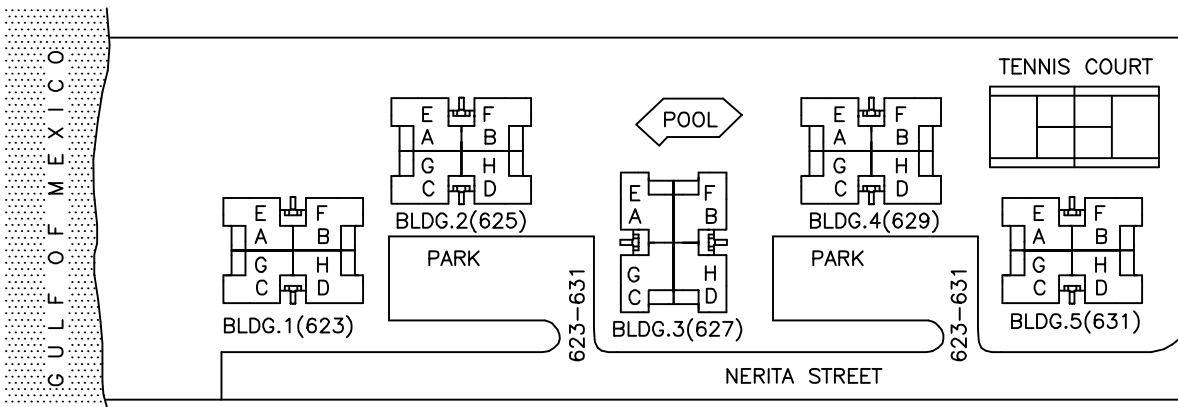 GULF OF MEXICO
TENNIS COURT
POOL
E F
A B
G H
C D
BLDG.2(625)
E F
A B
G H
C D
BLDG.4(629)
E F
A B
G H
C D
BLDG.1(623)
E F
A B
G H
C D
BLDG.3(627)
E F
A B
G H
C D
BLDG.5(631)
PARK
623-631
PARK
623-631
NERITA STREET